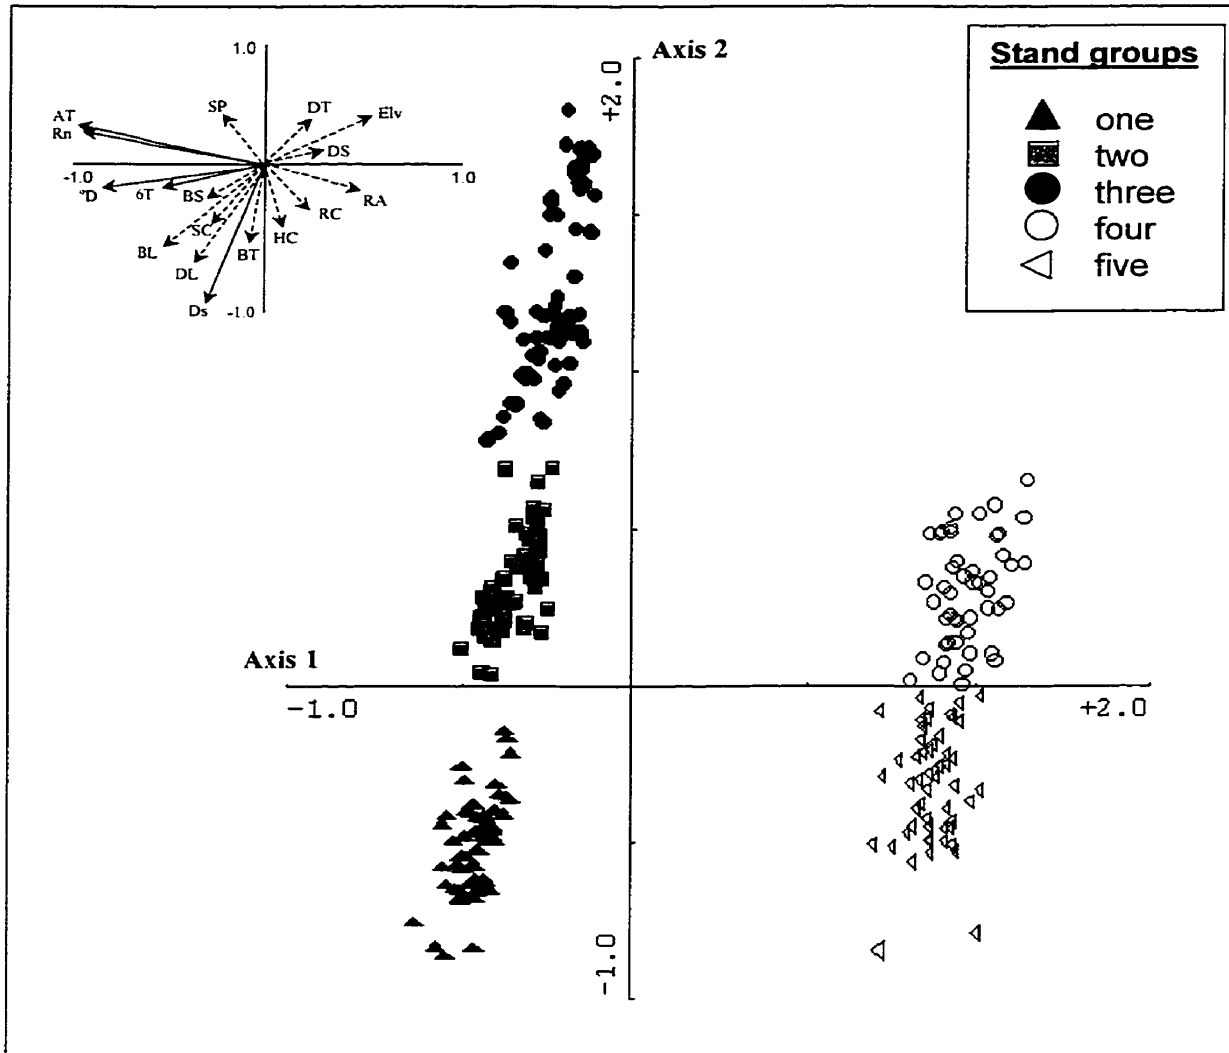 1.0
Axis 2
+2.0
Stand groups
one
two
three
four
five
AT
Rn
SP
DT
Elv
DS
-1.0
1.0
°D
6T
BS
RA
SC
RC
BL
BT
HC
DL
Ds
-1.0
Axis 1
-1.0
+2.0
-1.0